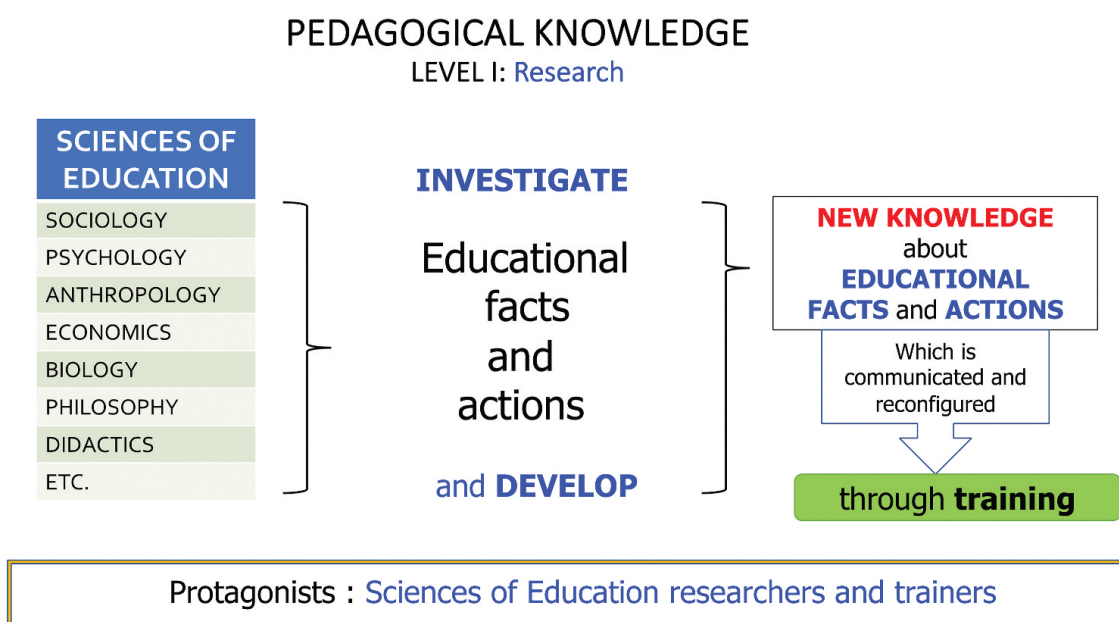 PEDAGOGICAL KNOWLEDGE
LEVEL I: Research
SCIENCES OF
EDUCATION
SOCIOLOGY
PSYCHOLOGY
ANTHROPOLOGY
ECONOMICS
BIOLOGY
PHILOSOPHY
DIDACTICS
ETC.
INVESTIGATE
Educational
facts
and
actions
and DEVELOP
NEW KNOWLEDGE
about
EDUCATIONAL
FACTS and ACTIONS
Which is
communicated and
reconfigured
through training
Protagonists : Sciences of Education researchers and trainers